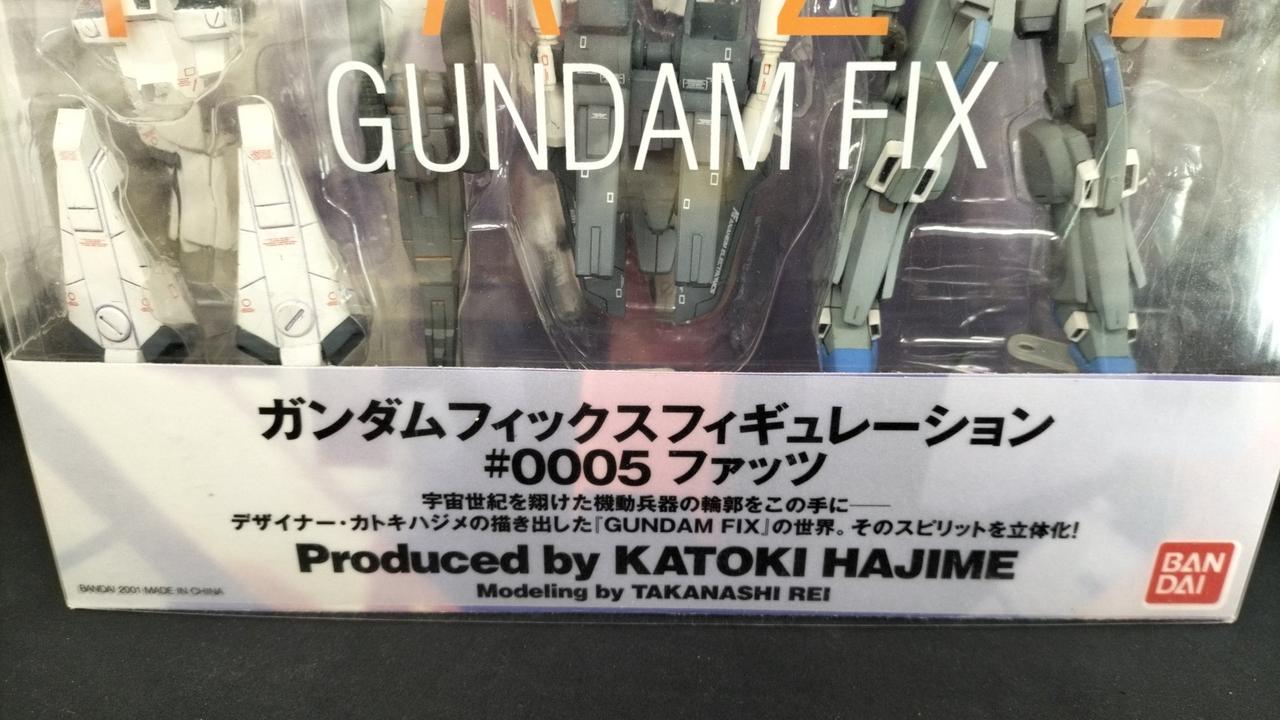 GUNDAM FIX
ガンダムフィックスフィギュレーション
#0005 ファッツ
宇宙世紀を翔けた機動兵器の輪郭をこの手に──
デザイナー・カトキハジメの描き出した『GUNDAM FIX』の世界。そのスピリットを立体化!
Produced by KATOKI HAJIME
Modeling by TAKANASHI REI
BANDAI 2001 MADE IN CHINA
BAN
DAI